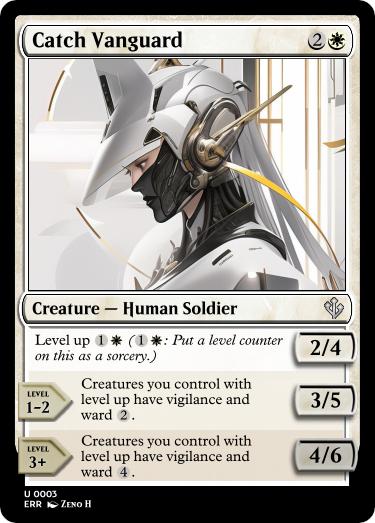 Catch Vanguard 2
Creature — Human Soldier
Level up 1 (1 : Put a level counter
on this as a sorcery.)
2/4
LEVEL
1-2
Creatures you control with
level up have vigilance and
ward 2 .
3/5
LEVEL
3+
Creatures you control with
level up have vigilance and
ward 4 .
4/6
U 0003
ERR Zeno H